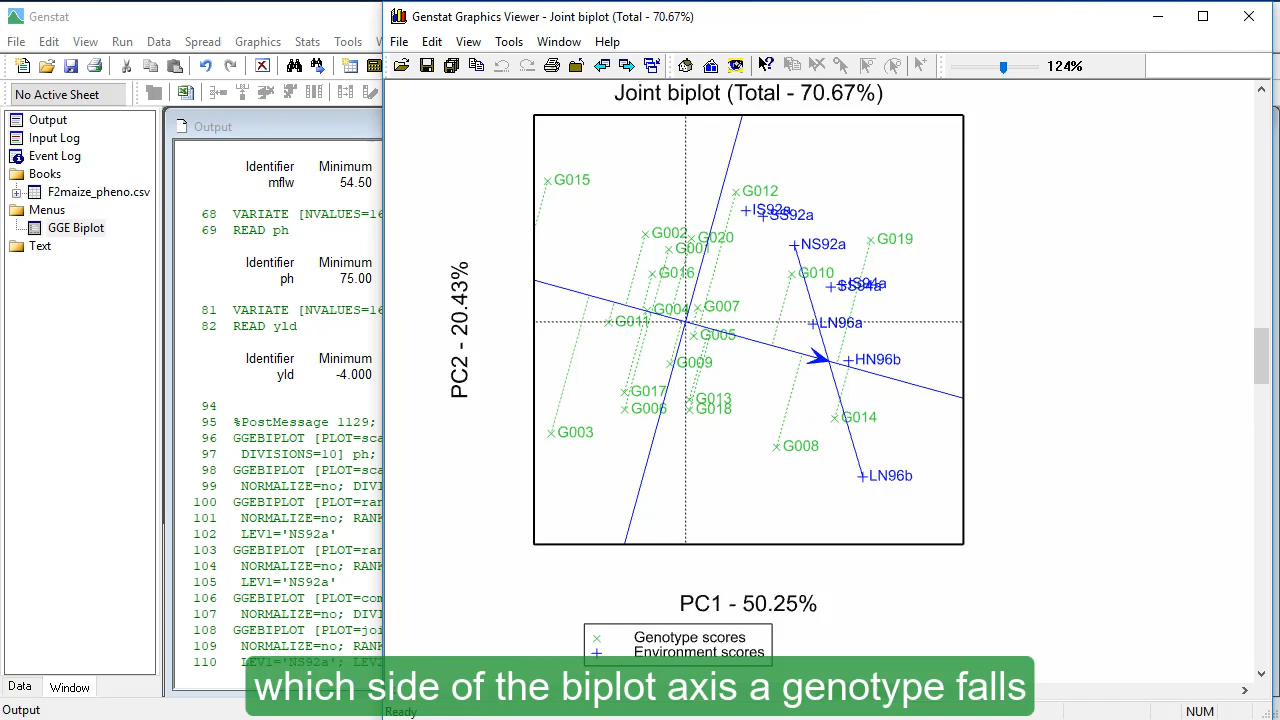 Genstat
File Edit View Run Data Spread Graphics Stats Tools
No Active Sheet
Output
Input Log
Event Log
Books
F2maize_pheno.csv
Menus
GGE Biplot
Text
Data Window
Output
Output
Identifier Minimum
mflw 54.50
68 VARIATE [NVALUES=16
69 READ ph
Identifier Minimum
ph 75.00
81 VARIATE [NVALUES=16
82 READ yld
Identifier Minimum
yld -4.000
94
95 %PostMessage 1129;
96 GGEBIPLOT [PLOT=sca
97 DIVISIONS=10] ph;
98 GGEBIPLOT [PLOT=sca
99 NORMALIZE=no; DIVI
100 GGEBIPLOT [PLOT=ran
101 NORMALIZE=no; RANK
102 LEV1='NS92a'
103 GGEBIPLOT [PLOT=ran
104 NORMALIZE=no; RANK
105 LEV1='NS92a'
106 GGEBIPLOT [PLOT=com
107 NORMALIZE=no; DIVI
108 GGEBIPLOT [PLOT=joi
109 NORMALIZE=no; RANK
110 LEV1='NS92a'; LEV2
Genstat Graphics Viewer - Joint biplot (Total - 70.67%)
File Edit View Tools Window Help
124%
Joint biplot (Total - 70.67%)
G015
G012
IS92a
SS92a
G002
G020
G001
NS92a
G019
G016
G010
IS94a
SS94a
G004
G007
G011
LN96a
G005
G009
HN96b
G017
G013
G006
G018
G014
G003
G008
LN96b
PC2 - 20.43%
PC1 - 50.25%
Genotype scores
Environment scores
which side of the biplot axis a genotype falls
Ready
NUM